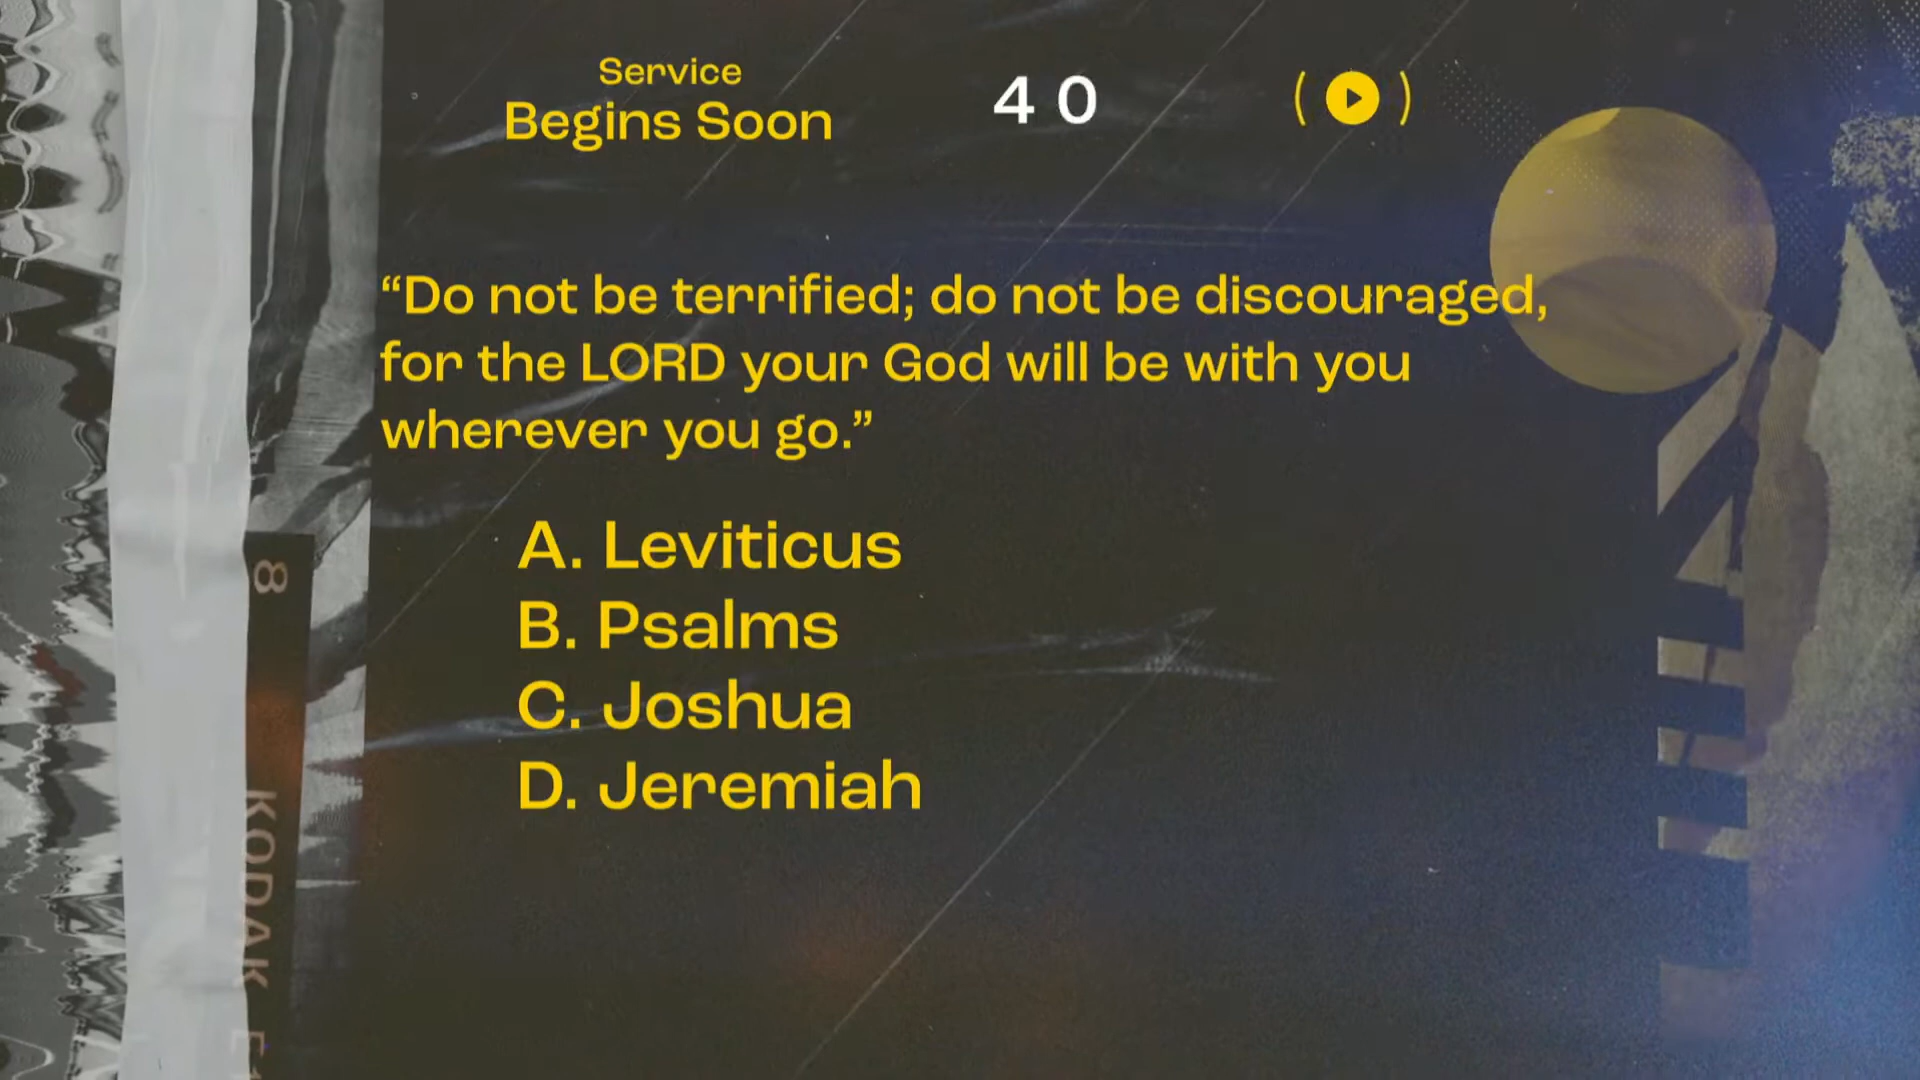 Service
Begins Soon
4 0
( )
“Do not be terrified; do not be discouraged,
for the LORD your God will be with you
wherever you go.”
A. Leviticus
B. Psalms
C. Joshua
D. Jeremiah
8
KODAK